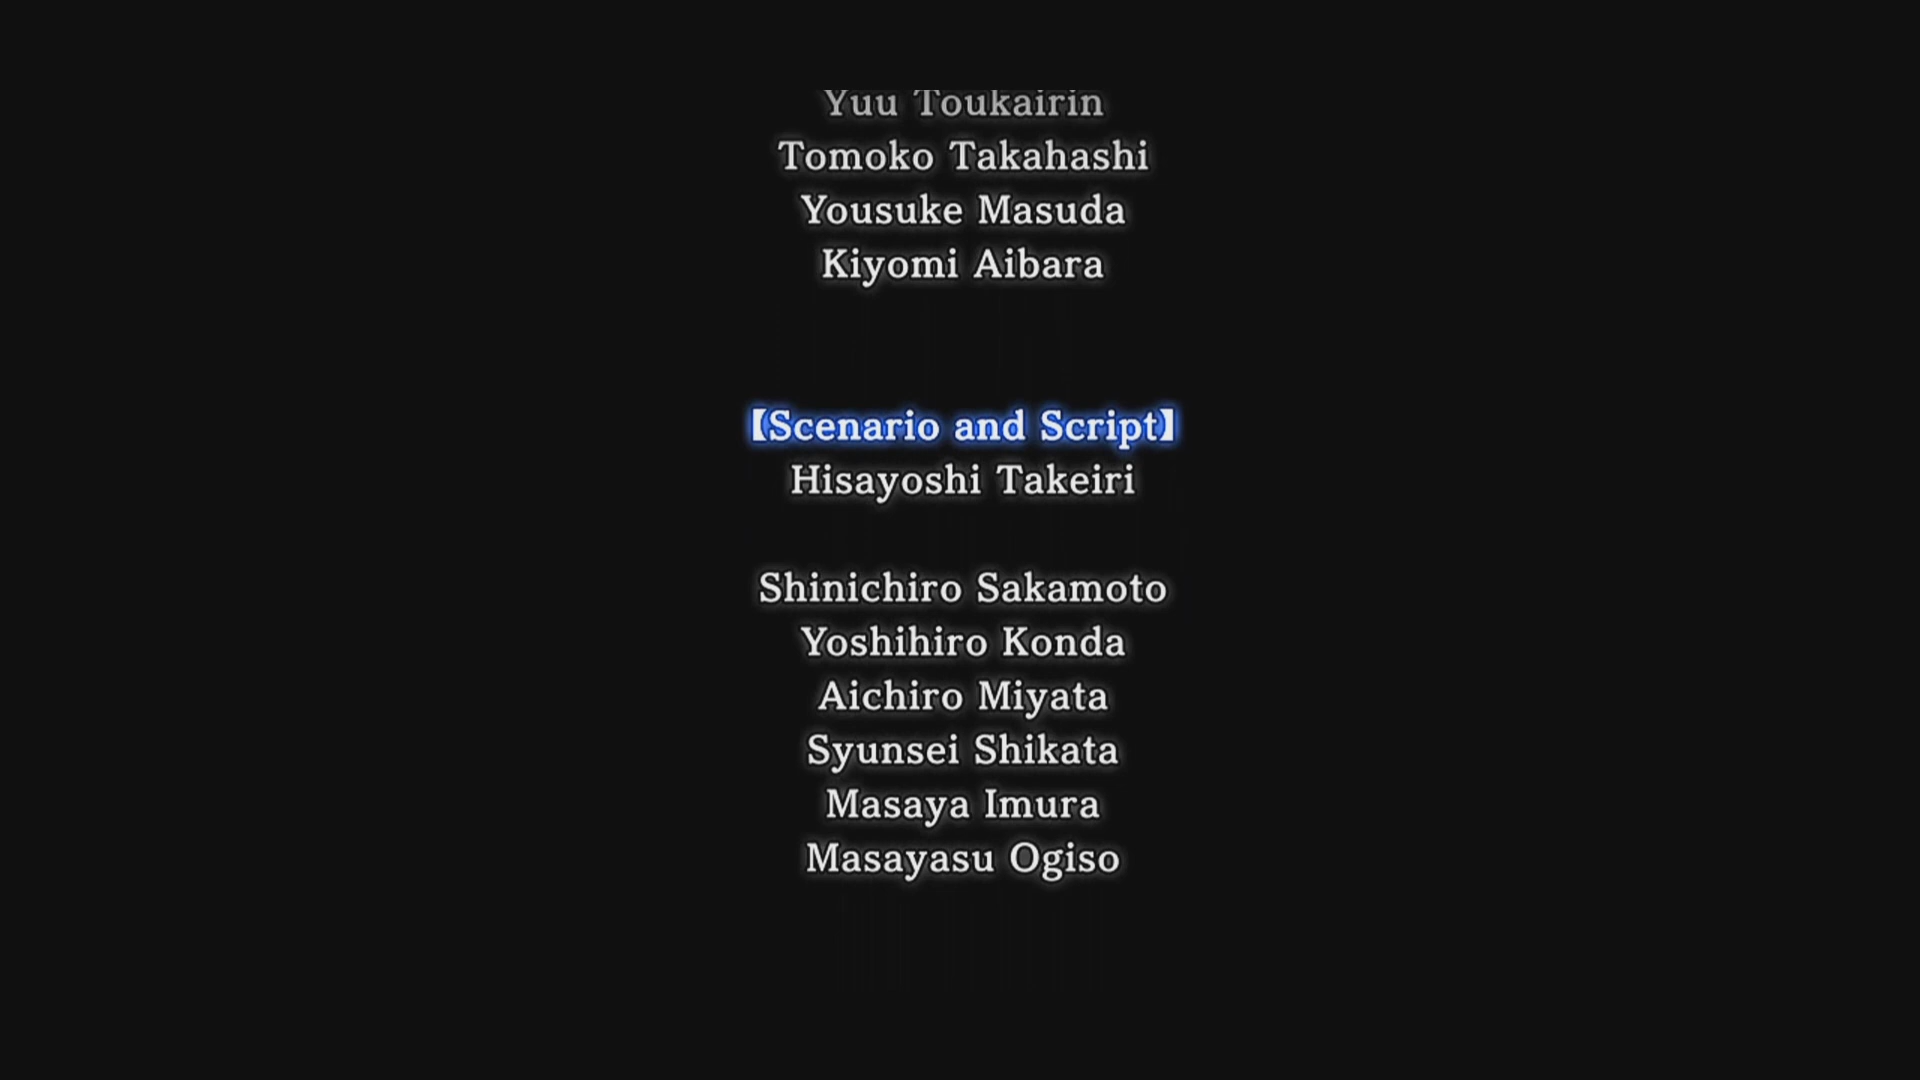 Yuu Toukairin
Tomoko Takahashi
Yousuke Masuda
Kiyomi Aibara
【Scenario and Script】
Hisayoshi Takeiri
Shinichiro Sakamoto
Yoshihiro Konda
Aichiro Miyata
Syunsei Shikata
Masaya Imura
Masayasu Ogiso